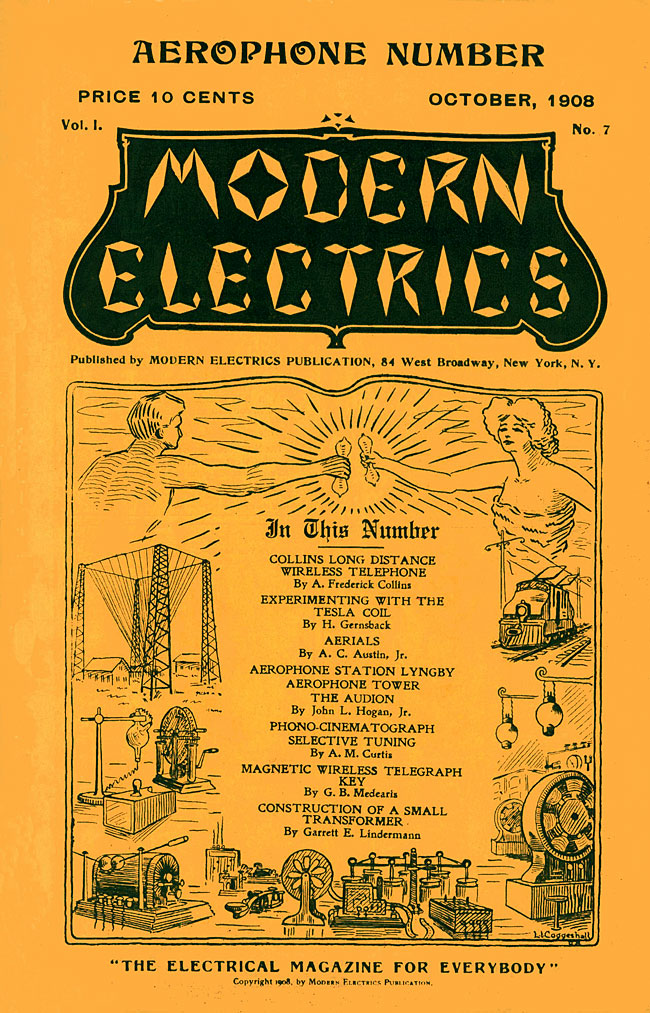 AEROPHONE NUMBER
PRICE 10 CENTS OCTOBER, 1908
Vol. I. No. 7
MODERN
ELECTRICS
Published by MODERN ELECTRICS PUBLICATION, 84 West Broadway, New York, N. Y.
In This Number
COLLINS LONG DISTANCE
WIRELESS TELEPHONE
By A. Frederick Collins
EXPERIMENTING WITH THE
TESLA COIL
By H. Gernsback
AERIALS
By A. C. Austin, Jr.
AEROPHONE STATION LYNGBY
AEROPHONE TOWER
THE AUDION
By John L. Hogan, Jr.
PHONO-CINEMATOGRAPH
SELECTIVE TUNING
By A. M. Curtis
MAGNETIC WIRELESS TELEGRAPH
KEY
By G. B. Medearis
CONSTRUCTION OF A SMALL
TRANSFORMER
By Garrett E. Lindermann
Coggeshall
"THE ELECTRICAL MAGAZINE FOR EVERYBODY"
Copyright 1908, by MODERN ELECTRICS PUBLICATION.